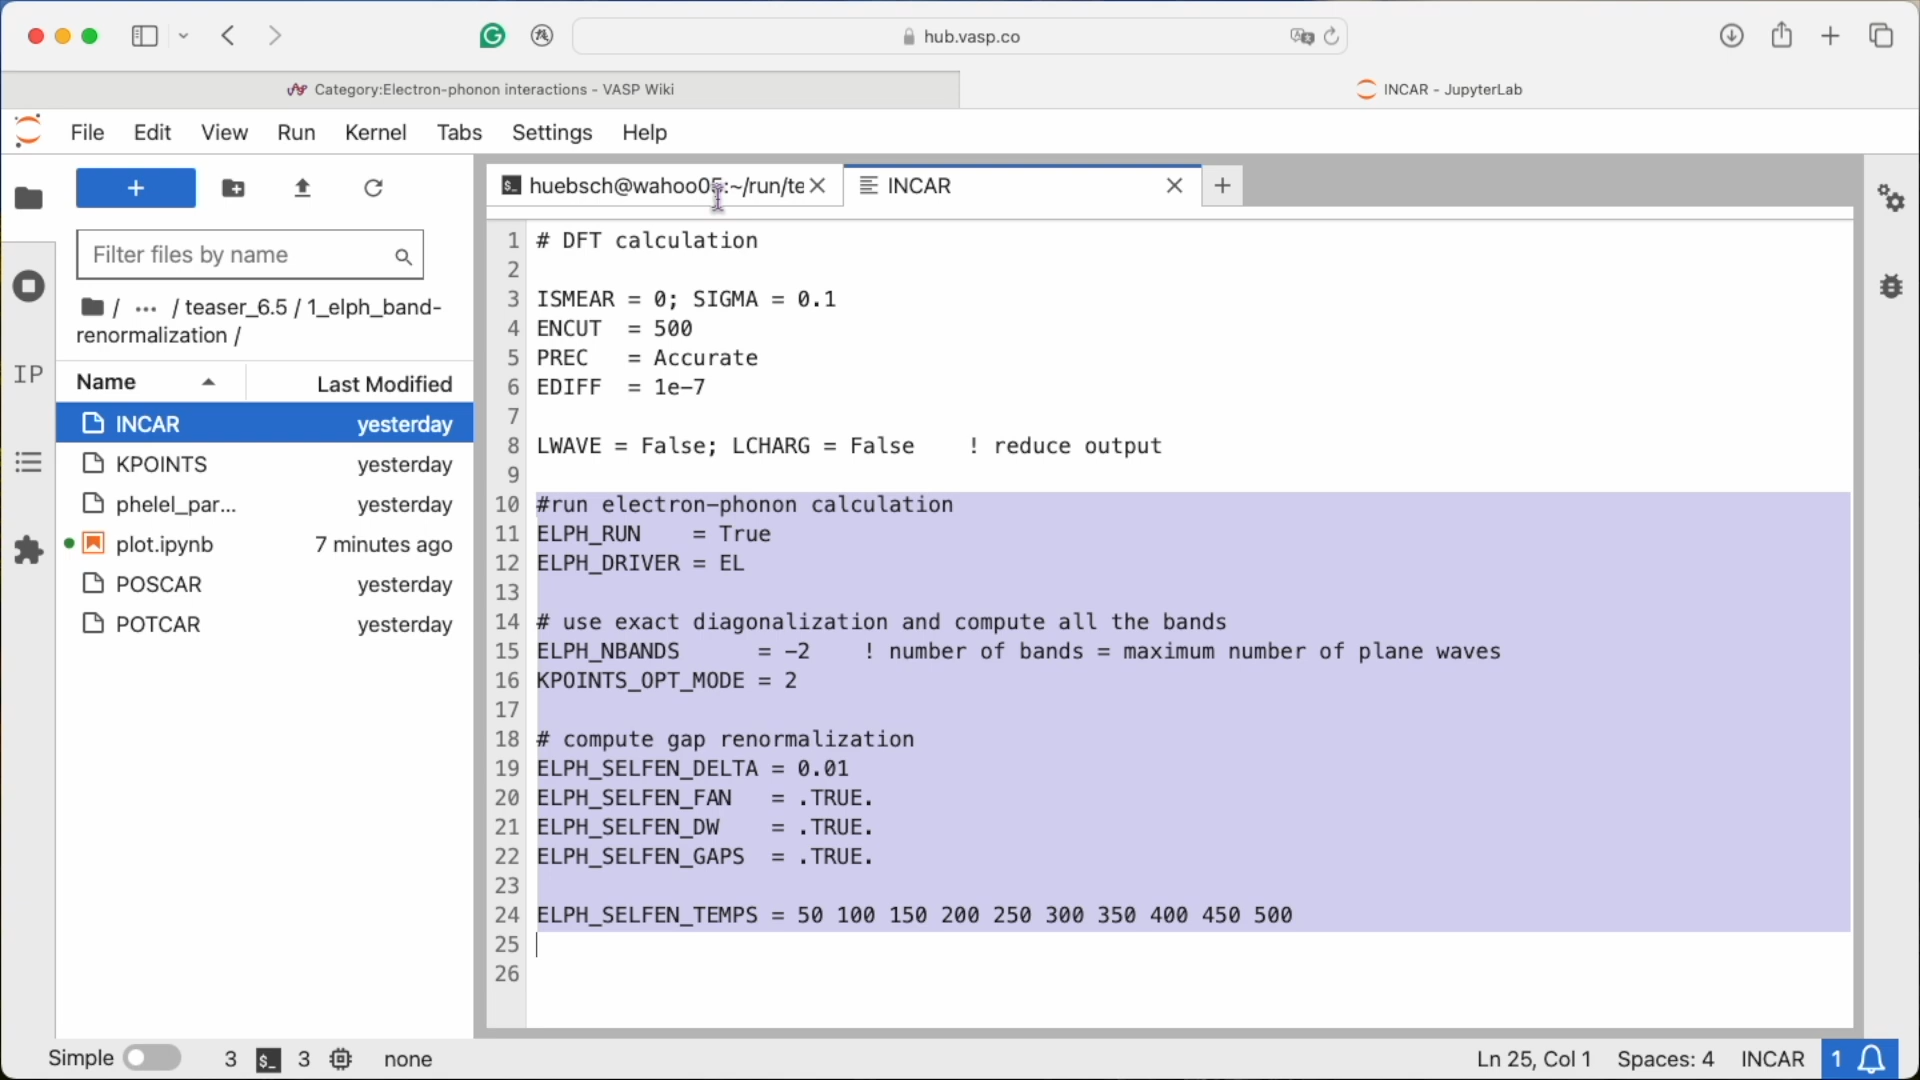 hub.vasp.co
Category:Electron-phonon interactions - VASP Wiki
INCAR - JupyterLab
File Edit View Run Kernel Tabs Settings Help
+
Filter files by name
/ ··· / teaser_6.5 / 1_elph_band-
renormalization /
IP
Name Last Modified
INCAR yesterday
KPOINTS yesterday
phelel_par... yesterday
plot.ipynb 7 minutes ago
POSCAR yesterday
POTCAR yesterday
huebsch@wahoo05:~/run/te
INCAR
1 # DFT calculation
2
3 ISMEAR = 0; SIGMA = 0.1
4 ENCUT  = 500
5 PREC   = Accurate
6 EDIFF  = 1e-7
7
8 LWAVE = False; LCHARG = False    ! reduce output
9
10 #run electron-phonon calculation
11 ELPH_RUN    = True
12 ELPH_DRIVER = EL
13
14 # use exact diagonalization and compute all the bands
15 ELPH_NBANDS      = -2    ! number of bands = maximum number of plane waves
16 KPOINTS_OPT_MODE = 2
17
18 # compute gap renormalization
19 ELPH_SELFEN_DELTA = 0.01
20 ELPH_SELFEN_FAN   = .TRUE.
21 ELPH_SELFEN_DW    = .TRUE.
22 ELPH_SELFEN_GAPS  = .TRUE.
23
24 ELPH_SELFEN_TEMPS = 50 100 150 200 250 300 350 400 450 500
25
26
Simple 3 $_ 3 none
Ln 25, Col 1 Spaces: 4 INCAR 1